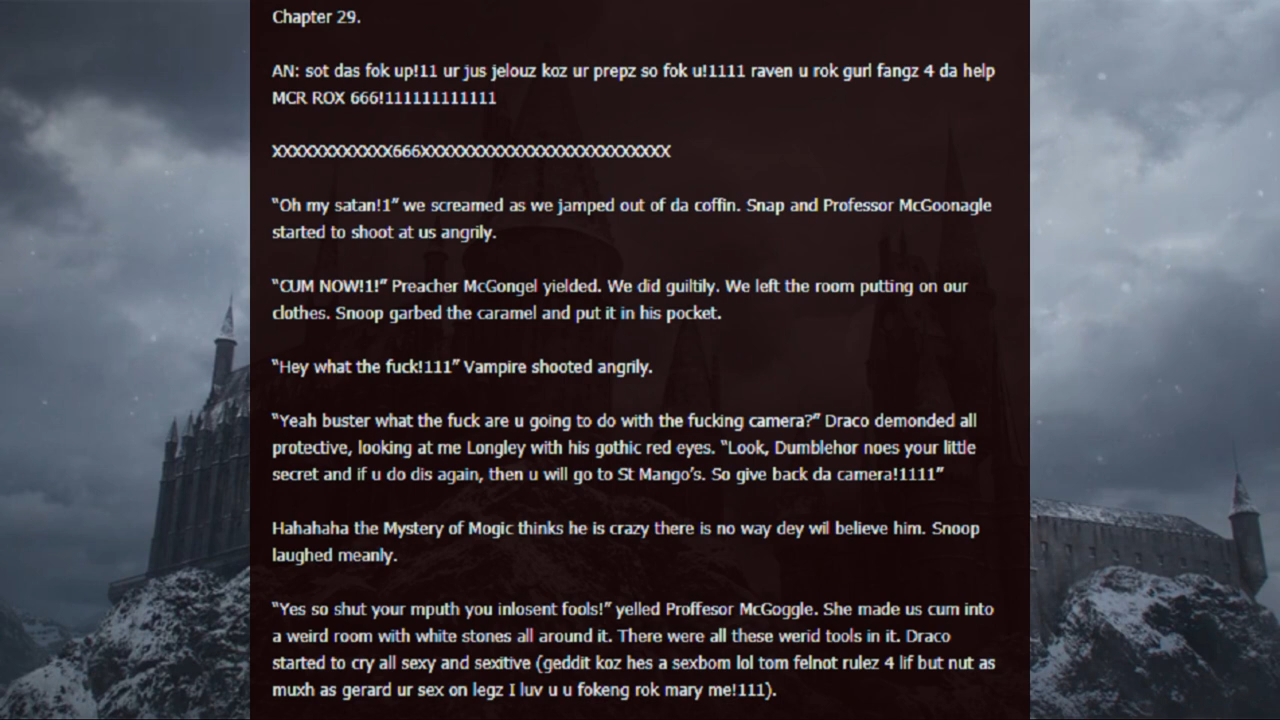 Chapter 29.
AN: sot das fok up!11 ur jus jelouz koz ur prepz so fok u!1111 raven u rok gurl fangz 4 da help
MCR ROX 666!111111111111
XXXXXXXXXXXX666XXXXXXXXXXXXXXXXXXXXXXXXX
“Oh my satan!1” we screamed as we jamped out of da coffin. Snap and Professor McGoonagle
started to shoot at us angrily.
“CUM NOW!1!” Preacher McGongel yielded. We did guiltily. We left the room putting on our
clothes. Snoop garbed the caramel and put it in his pocket.
“Hey what the fuck!111” Vampire shooted angrily.
“Yeah buster what the fuck are u going to do with the fucking camera?” Draco demonded all
protective, looking at me Longley with his gothic red eyes. “Look, Dumblehor noes your little
secret and if u do dis again, then u will go to St Mango’s. So give back da camera!1111”
Hahahaha the Mystery of Mogic thinks he is crazy there is no way dey wil believe him. Snoop
laughed meanly.
“Yes so shut your mputh you inlosent fools!” yelled Proffesor McGoggle. She made us cum into
a weird room with white stones all around it. There were all these werid tools in it. Draco
started to cry all sexy and sexitive (geddit koz hes a sexbom lol tom felnot rulez 4 lif but nut as
muxh as gerard ur sex on legz I luv u u fokeng rok mary me!111).